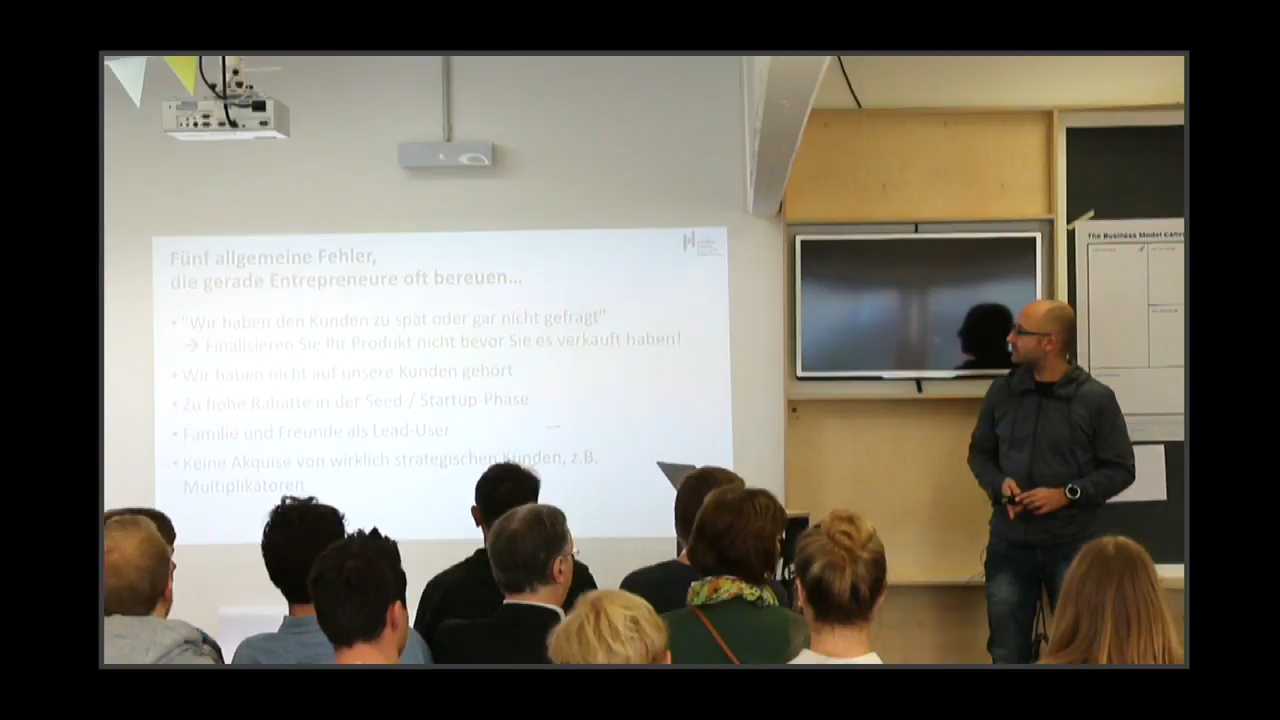 Fünf allgemeine Fehler,
die gerade Entrepreneure oft bereuen...
• "Wir haben den Kunden zu spät oder gar nicht gefragt"
→ Finalisieren Sie Ihr Produkt nicht bevor Sie es verkauft haben!
• Wir haben nicht auf unsere Kunden gehört
• Zu hohe Rabatte in der Seed / Startup-Phase
• Familie und Freunde als Lead-User
• Keine Akquise von wirklich strategischen Kunden, z.B.
Multiplikatoren
The Business Model Canv